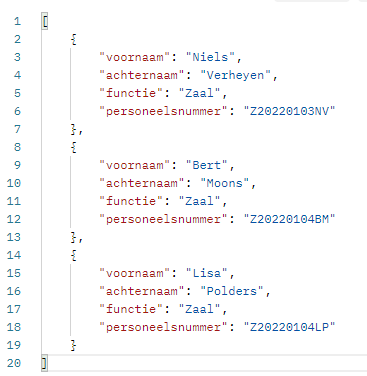 1 [
2 {
3 "voornaam": "Niels",
4 "achternaam": "Verheyen",
5 "functie": "Zaal",
6 "personeelsnummer": "Z20220103NV"
7 },
8 {
9 "voornaam": "Bert",
10 "achternaam": "Moons",
11 "functie": "Zaal",
12 "personeelsnummer": "Z20220104BM"
13 },
14 {
15 "voornaam": "Lisa",
16 "achternaam": "Polders",
17 "functie": "Zaal",
18 "personeelsnummer": "Z20220104LP"
19 }
20 ]